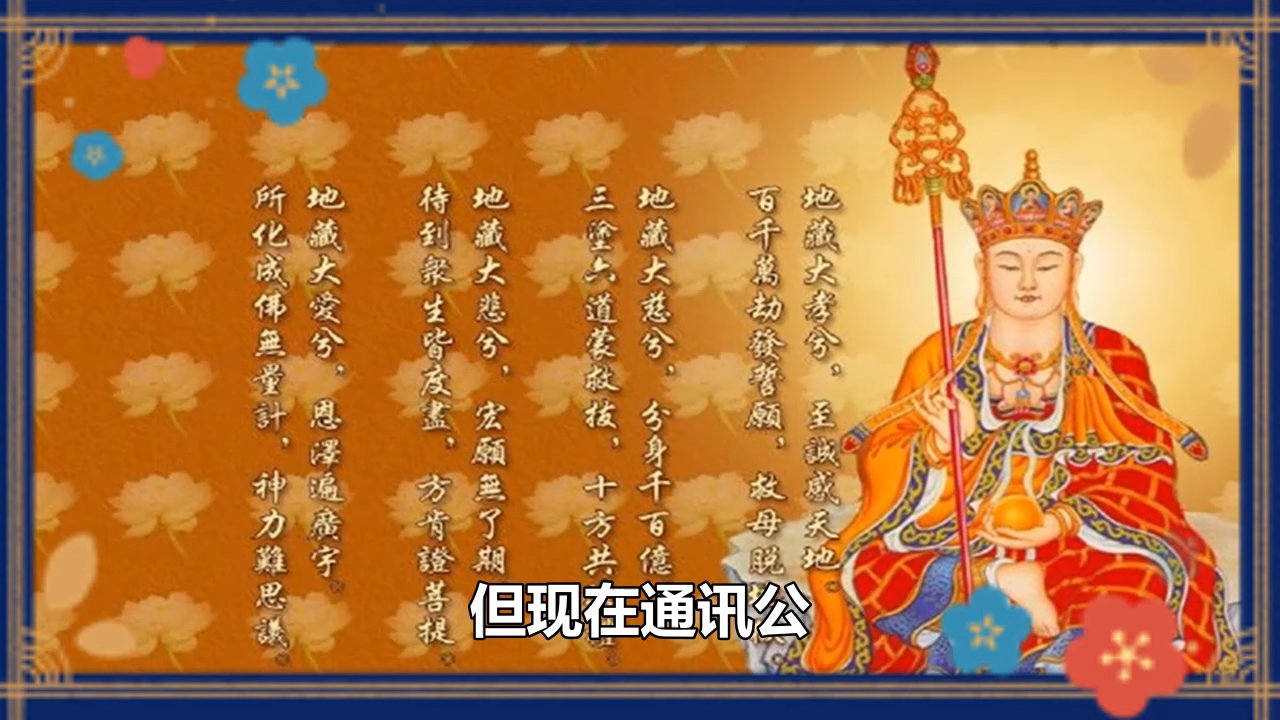 地藏大孝兮，至誠感天地。
百千萬劫發誓願，救母脫
地藏大慈兮，分身千百億
三塗六道蒙救拔，十方共
地藏大悲兮，宏願無了期
待到衆生皆度盡，方肯證菩提。
地藏大愛兮，恩澤遍廣宇。
所化成佛無量計，神力難思議。
但现在通讯公